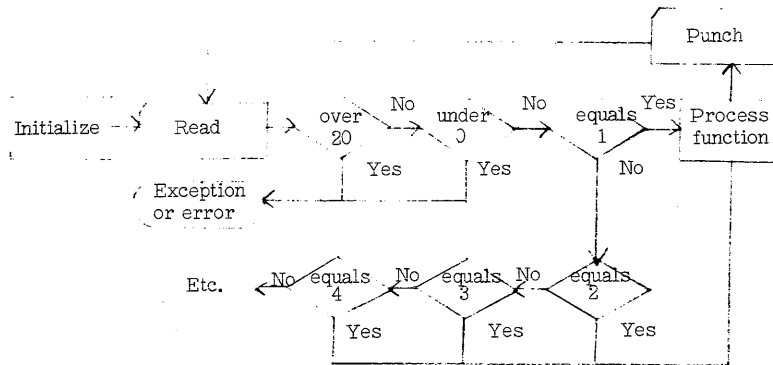 Punch
Initialize
Read
over
20
No
under
0
No
equals
1
Yes
Process
function
Yes
Yes
No
Exception
or error
Etc.
No
equals
4
No
equals
3
No
equals
2
Yes
Yes
Yes